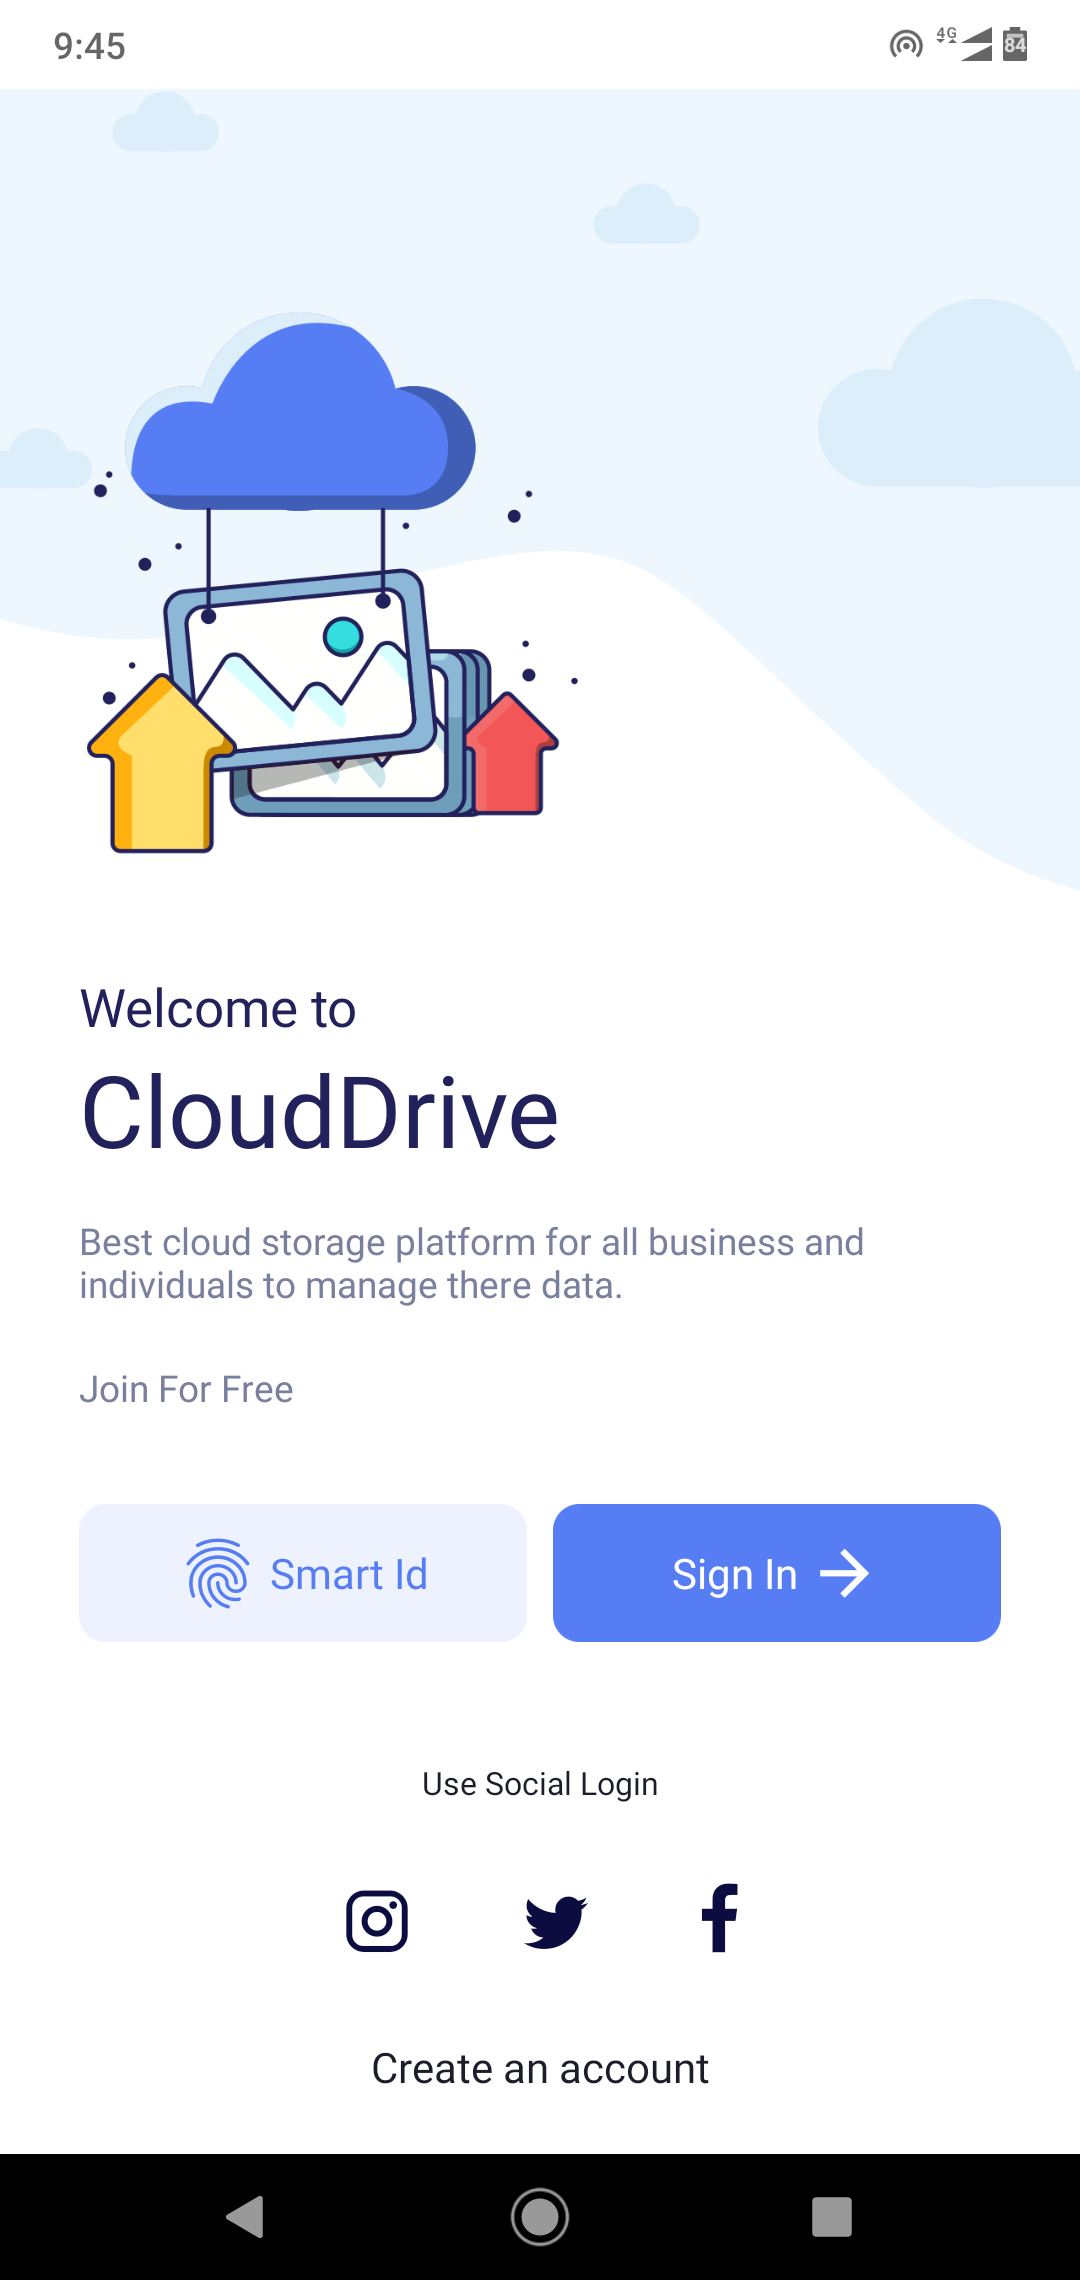 9:45
4G
84
Welcome to
CloudDrive
Best cloud storage platform for all business and
individuals to manage there data.
Join For Free
Smart Id
Sign In
Use Social Login
Create an account